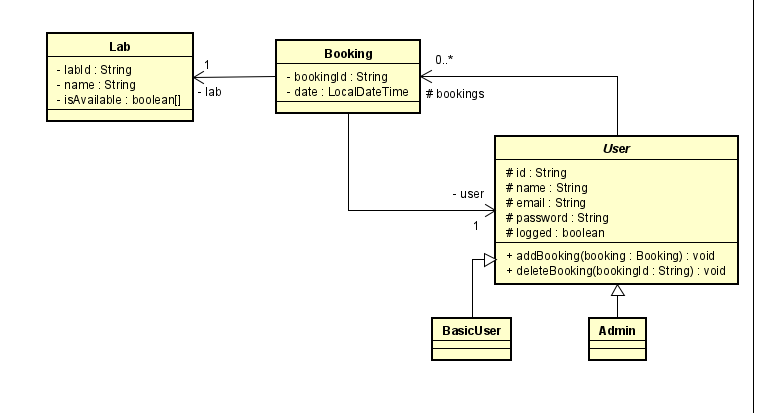 Lab
- labId : String
- name : String
- isAvailable : boolean[]
1
- lab
Booking
- bookingId : String
- date : LocalDateTime
0..*
# bookings
User
# id : String
# name : String
# email : String
# password : String
# logged : boolean
+ addBooking(booking : Booking) : void
+ deleteBooking(bookingId : String) : void
- user
1
BasicUser
Admin